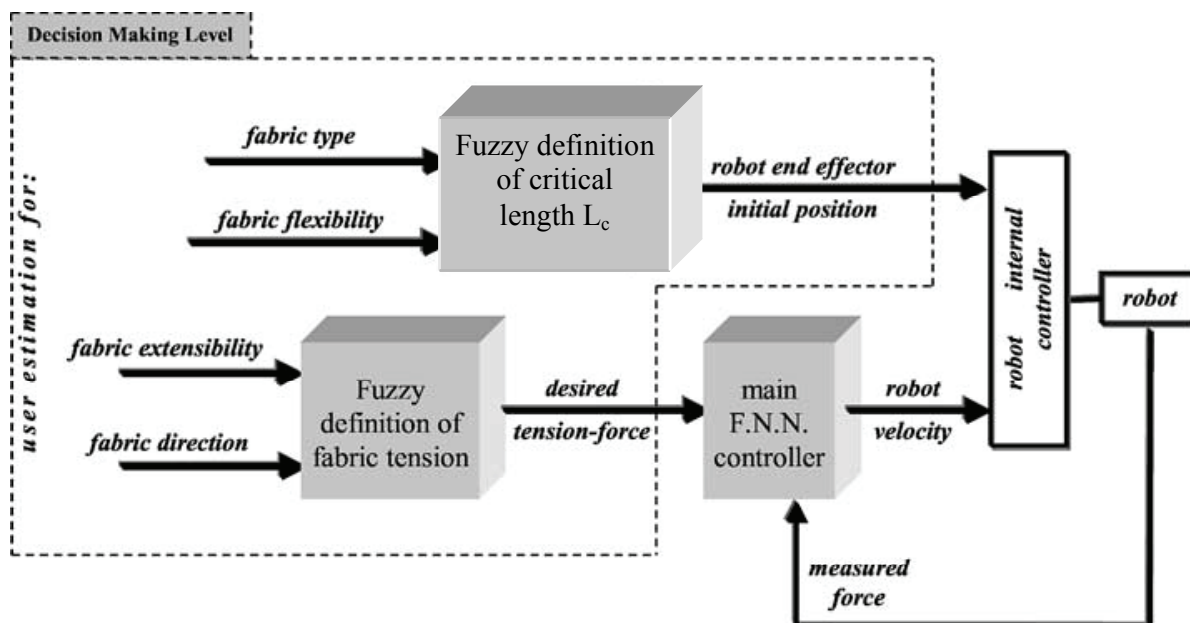 Decision Making Level
user estimation for:
fabric type
fabric flexibility
Fuzzy definition
of critical
length Lc
robot end effector
initial position
robot internal
controller
robot
fabric extensibility
fabric direction
Fuzzy
definition of
fabric tension
desired
tension-force
main
F.N.N.
controller
robot
velocity
measured
force